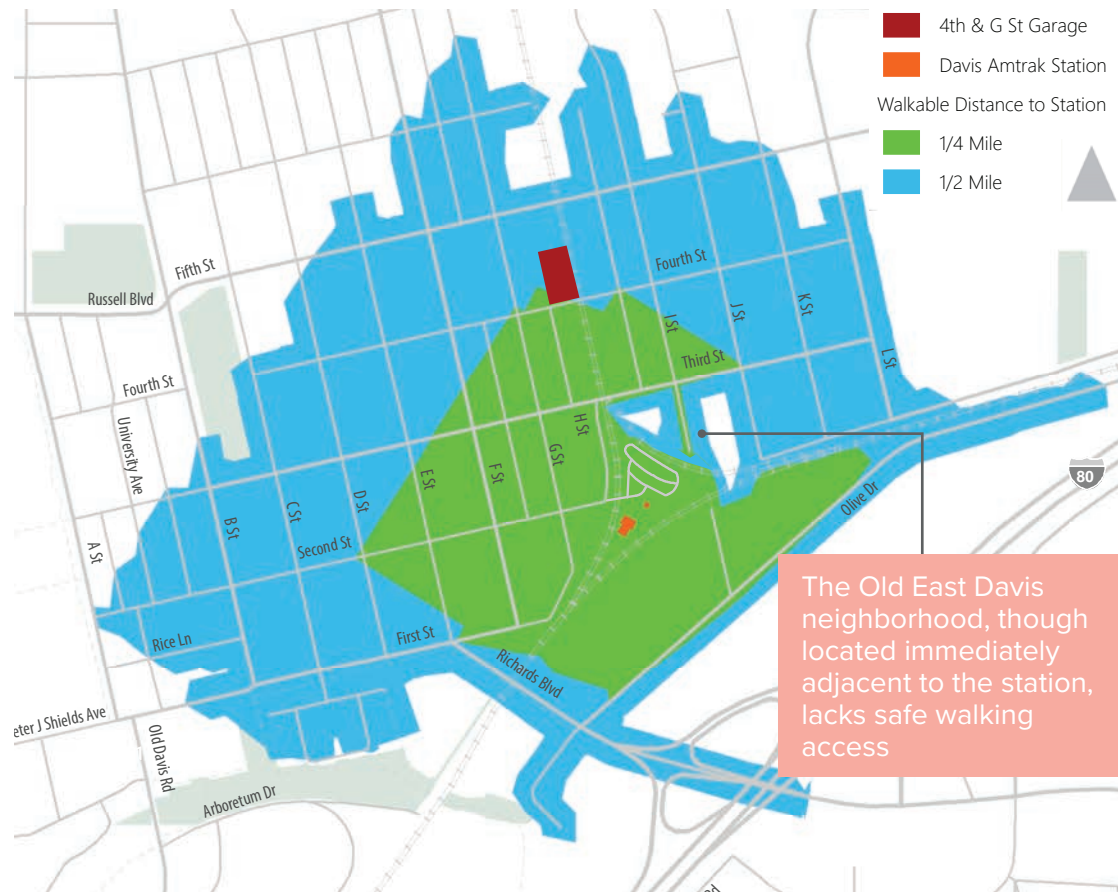 4th & G St Garage
Davis Amtrak Station
Walkable Distance to Station
1/4 Mile
1/2 Mile
Fifth St
Russell Blvd
Fourth St
Fourth St
University Ave
A St
B St
C St
D St
E St
F St
G St
H St
I St
J St
K St
L St
Third St
Second St
First St
Rice Ln
Richards Blvd
Olive Dr
80
eter J Shields Ave
Old Davis Rd
Arboretum Dr
The Old East Davis
neighborhood, though
located immediately
adjacent to the station,
lacks safe walking
access